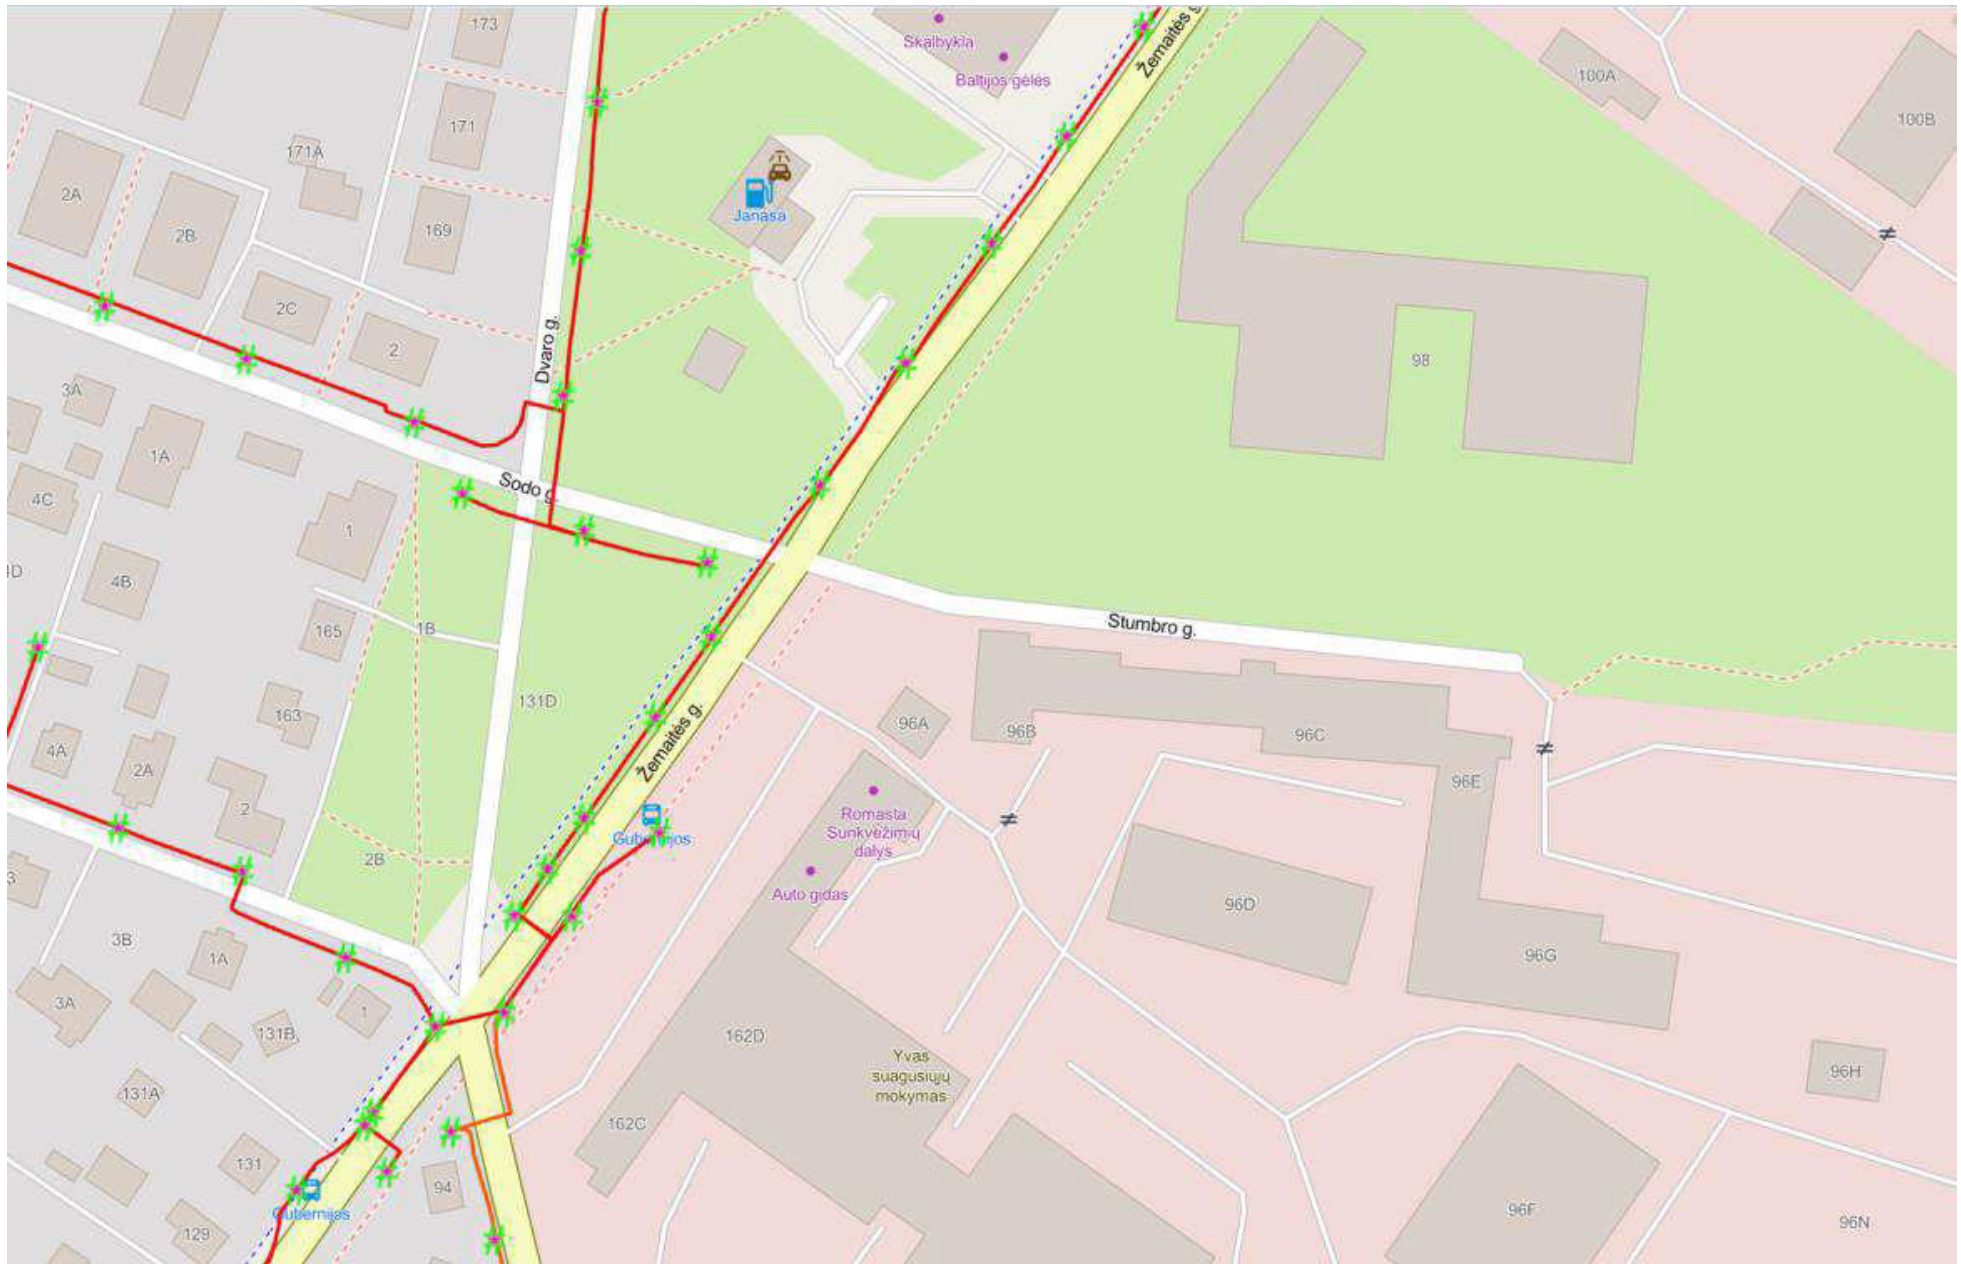 173
Skalbykla
Baltijos gėlės
Žemaitės g.
100A
100B
171
171A
2A
2B
169
Janasa
2C
2
Dvaro g.
98
3A
1A
4C
Sodo g.
1
4B
165
1B
Stumbro g.
131D
163
Žemaitės g.
96A
96B
96C
4A
2A
2
96E
Romasta
Sunkvežimių
dalys
Gubernijos
2B
Auto gidas
96D
3B
1A
96G
3A
1
131B
162D
Yvas
suagusiųjų
mokymas
96H
131A
162C
131
94
Gubernijos
129
96F
96N